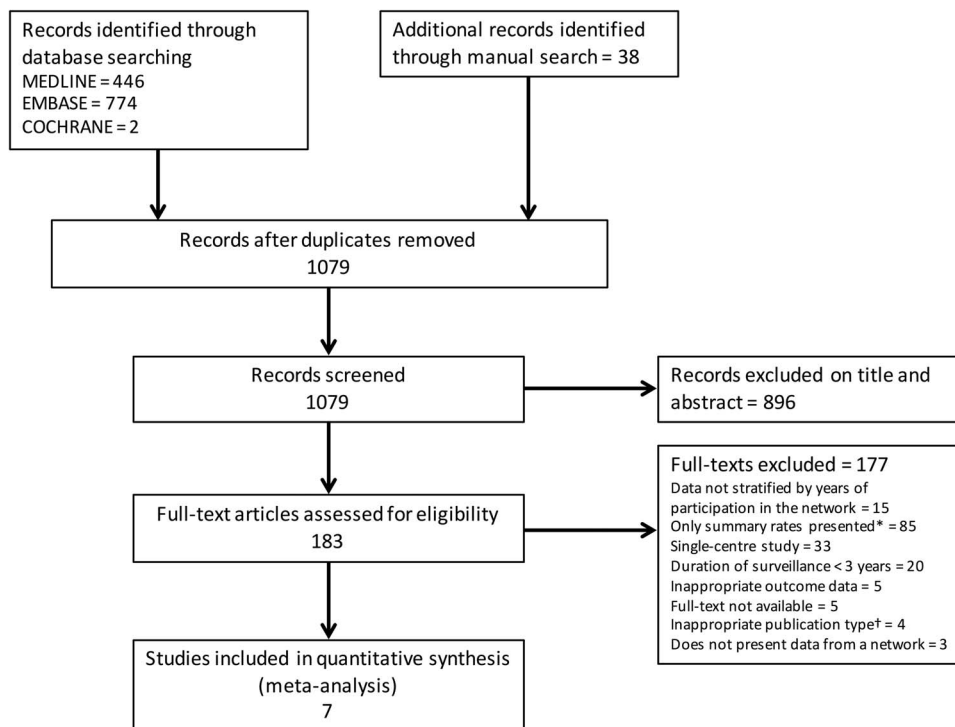 Records identified through
database searching
MEDLINE = 446
EMBASE = 774
COCHRANE = 2
Additional records identified
through manual search = 38
Records after duplicates removed
1079
Records screened
1079
Records excluded on title and
abstract = 896
Full-text articles assessed for eligibility
183
Full-texts excluded = 177
Data not stratified by years of
participation in the network = 15
Only summary rates presented* = 85
Single-centre study = 33
Duration of surveillance < 3 years = 20
Inappropriate outcome data = 5
Full-text not available = 5
Inappropriate publication type† = 4
Does not present data from a network = 3
Studies included in quantitative synthesis
(meta-analysis)
7